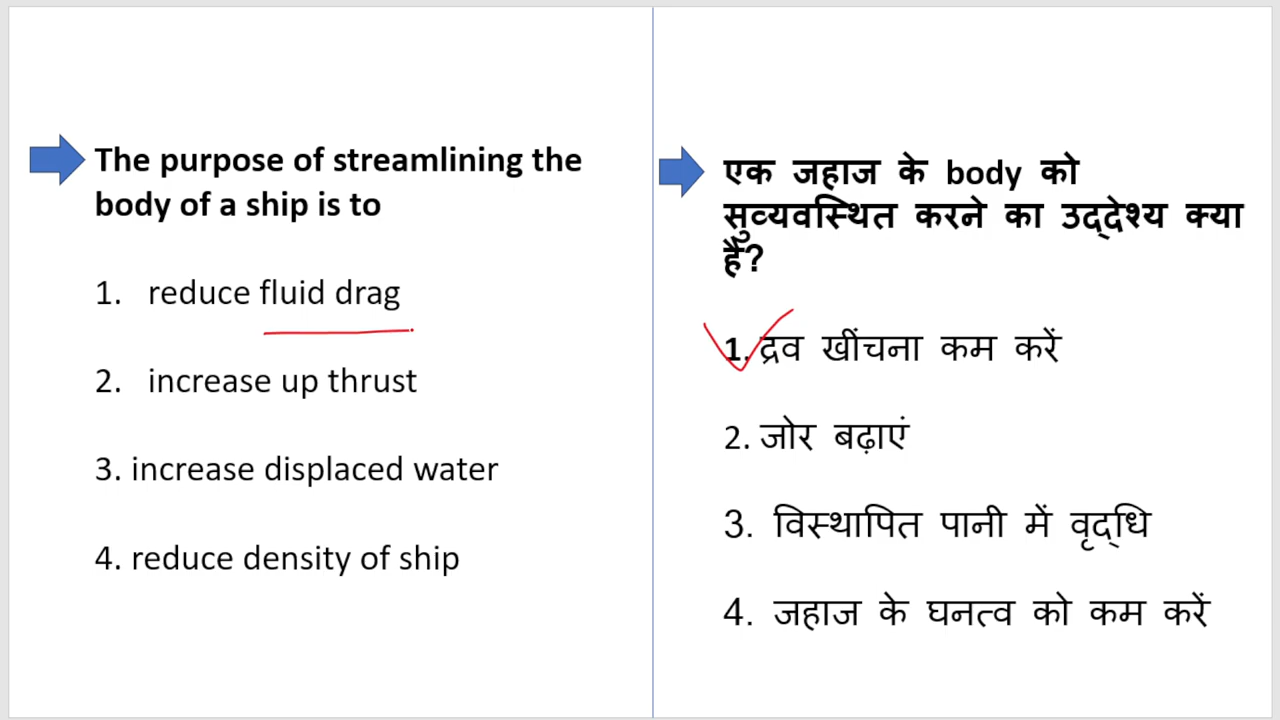 The purpose of streamlining the
body of a ship is to
1. reduce fluid drag
2. increase up thrust
3. increase displaced water
4. reduce density of ship
एक जहाज के body को
सुव्यवस्थित करने का उद्देश्य क्या
है?
1. द्रव खींचना कम करें
2. जोर बढ़ाएं
3. विस्थापित पानी में वृद्धि
4. जहाज के घनत्व को कम करें